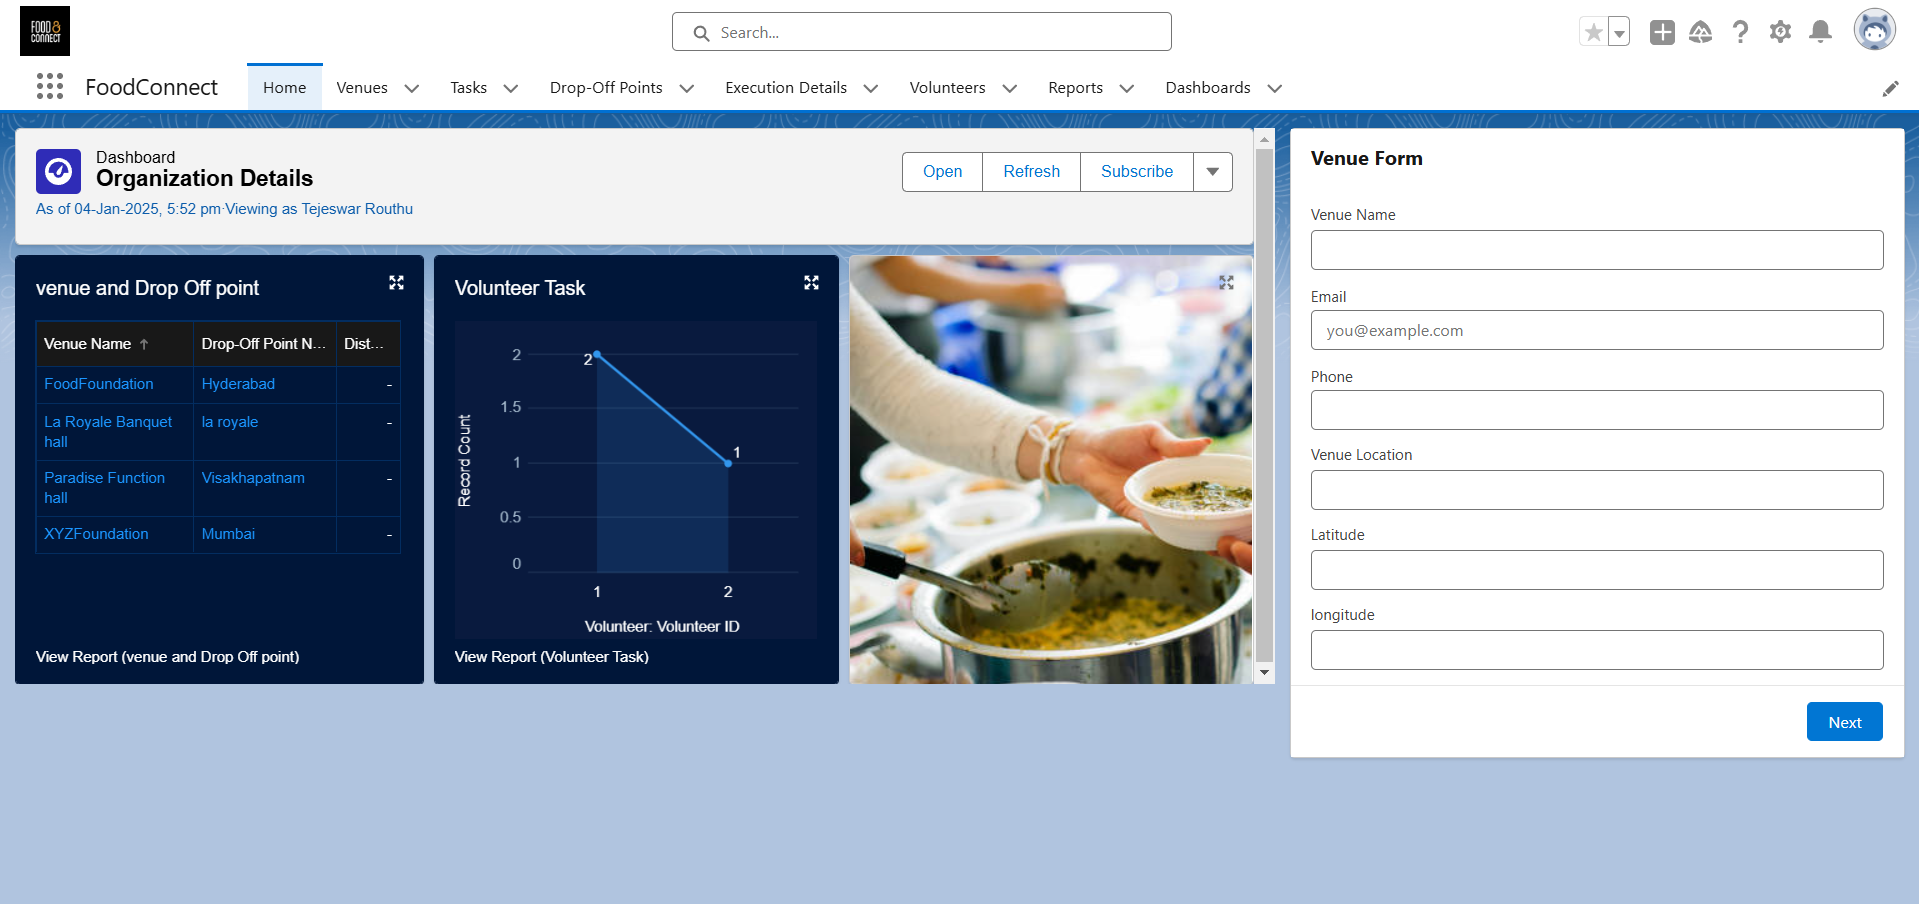 FOOD&
CONNECT
Search...
FoodConnect
Home
Venues
Tasks
Drop-Off Points
Execution Details
Volunteers
Reports
Dashboards
Dashboard
Organization Details
As of 04-Jan-2025, 5:52 pm·Viewing as Tejeswar Routhu
Open
Refresh
Subscribe
venue and Drop Off point
Venue Name ↑ Drop-Off Point N... Dist...
FoodFoundation Hyderabad -
La Royale Banquet hall la royale -
Paradise Function hall Visakhapatnam -
XYZFoundation Mumbai -
View Report (venue and Drop Off point)
Volunteer Task
Record Count
2
1.5
1
0.5
0
2
1
1 2
Volunteer: Volunteer ID
View Report (Volunteer Task)
Venue Form
Venue Name
Email
you@example.com
Phone
Venue Location
Latitude
longitude
Next